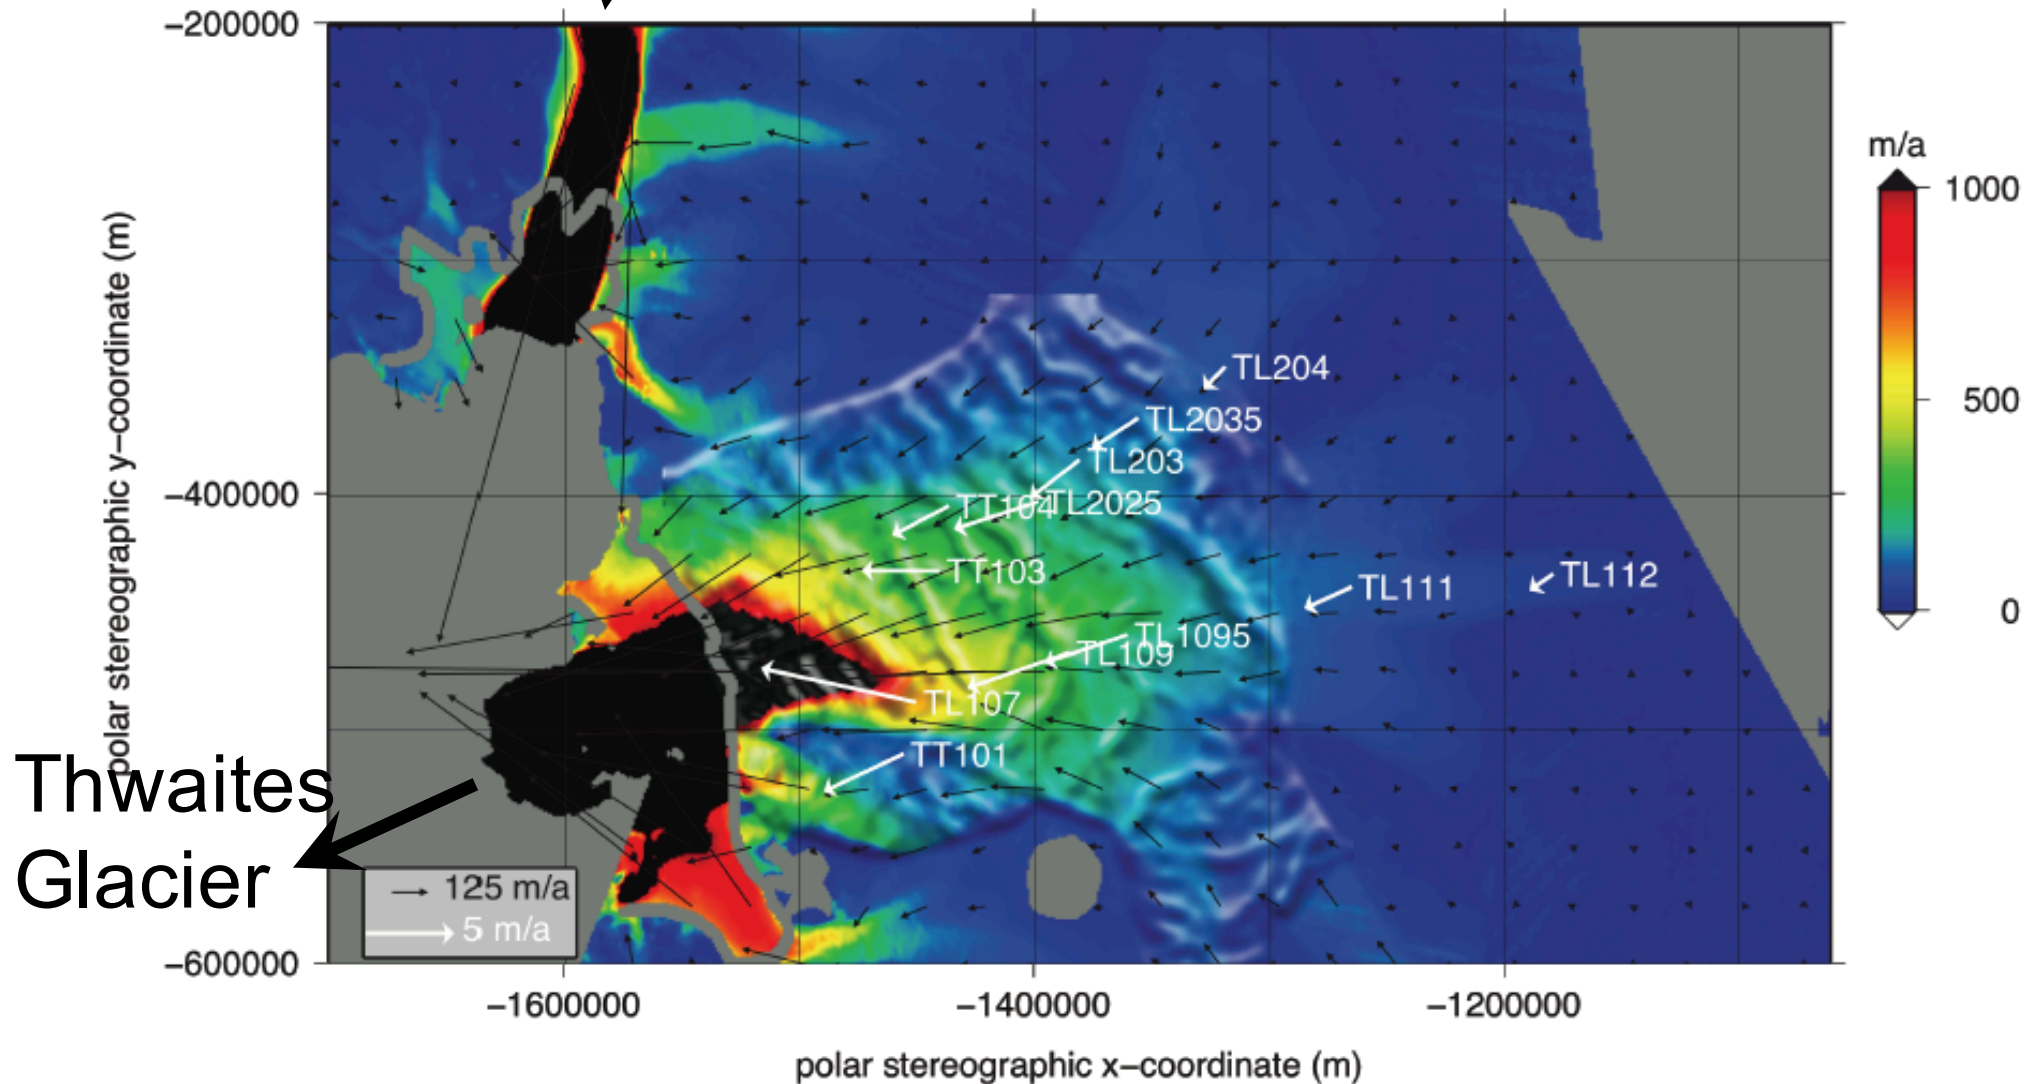 −200000
−400000
−600000
polar stereographic y−coordinate (m)
−1600000
−1400000
−1200000
polar stereographic x−coordinate (m)
m/a
1000
500
0
TL204
TL2035
TL203
TL2025
TT104
TT103
TL111
TL112
TL1095
TL109
TL107
TT101
Thwaites
Glacier
125 m/a
5 m/a